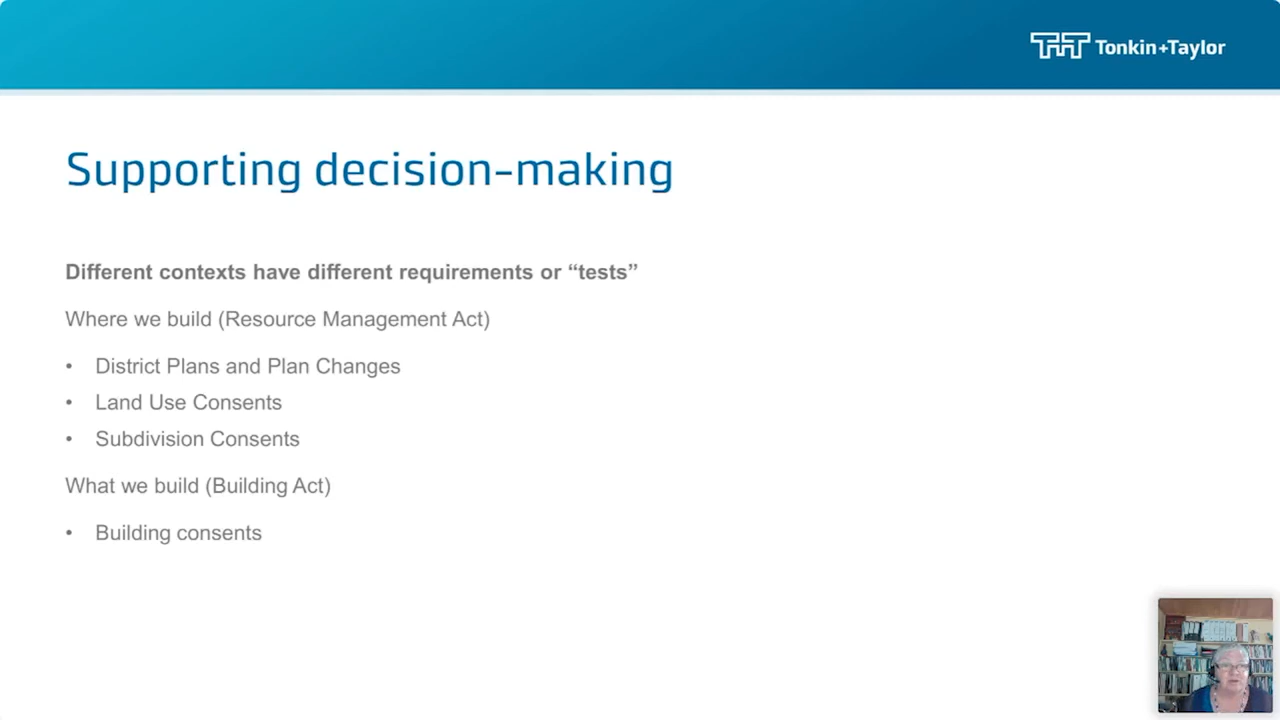 Tonkin+Taylor
Supporting decision-making
Different contexts have different requirements or “tests”
Where we build (Resource Management Act)
• District Plans and Plan Changes
• Land Use Consents
• Subdivision Consents
What we build (Building Act)
• Building consents